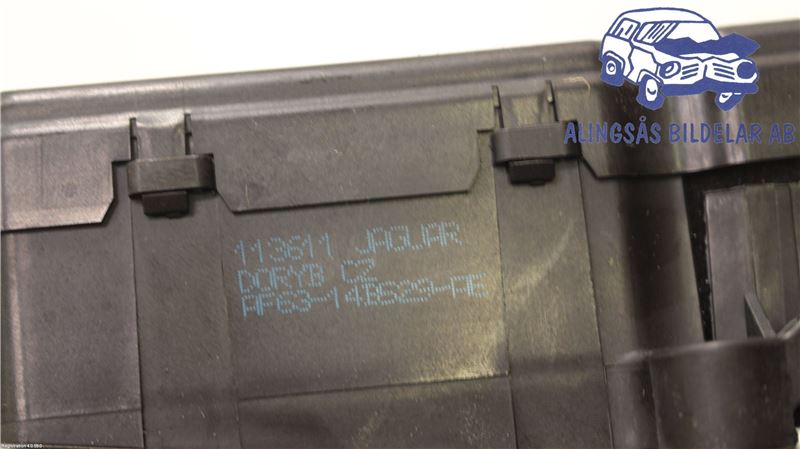 ALINGSÅS BILDELAR AB
113611 JAGUAR
DORYB CZ
AF63-14B529-AE